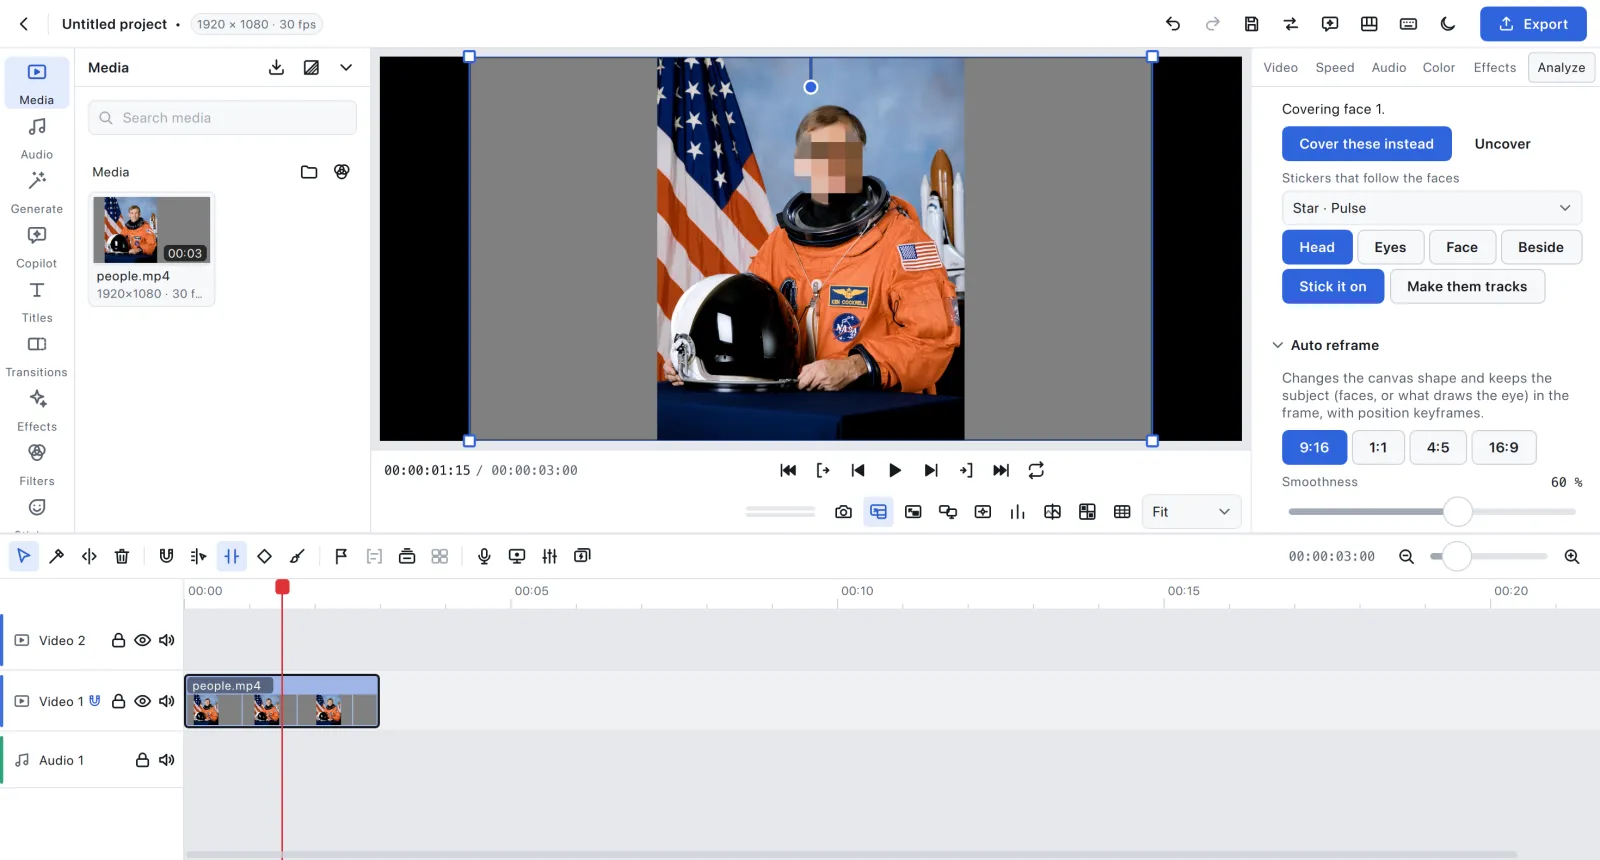 Untitled project •
1920 × 1080 · 30 fps
Export
Media
Audio
Generate
Copilot
Titles
Transitions
Effects
Filters
Media
Search media
Media
00:03
people.mp4
1920×1080 · 30 f...
KEN COCKRELL
NASA
00:00:01:15 / 00:00:03:00
Fit
Video
Speed
Audio
Color
Effects
Analyze
Covering face 1.
Cover these instead
Uncover
Stickers that follow the faces
Star · Pulse
Head
Eyes
Face
Beside
Stick it on
Make them tracks
Auto reframe
Changes the canvas shape and keeps the
subject (faces, or what draws the eye) in the
frame, with position keyframes.
9:16
1:1
4:5
16:9
Smoothness
60 %
00:00:03:00
00:00
00:05
00:10
00:15
00:20
Video 2
Video 1
people.mp4
Audio 1